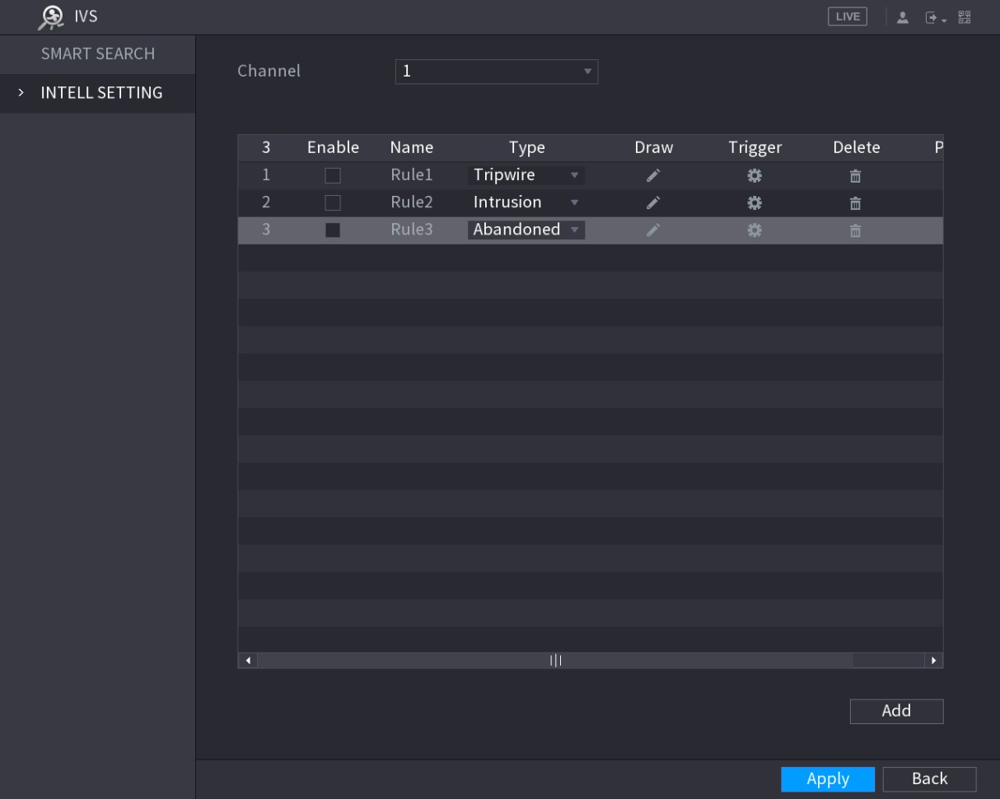 IVS LIVE
SMART SEARCH
INTELL SETTING
Channel 1
3 Enable Name Type Draw Trigger Delete P
1 Rule1 Tripwire
2 Rule2 Intrusion
3 Rule3 Abandoned
Add
Apply Back